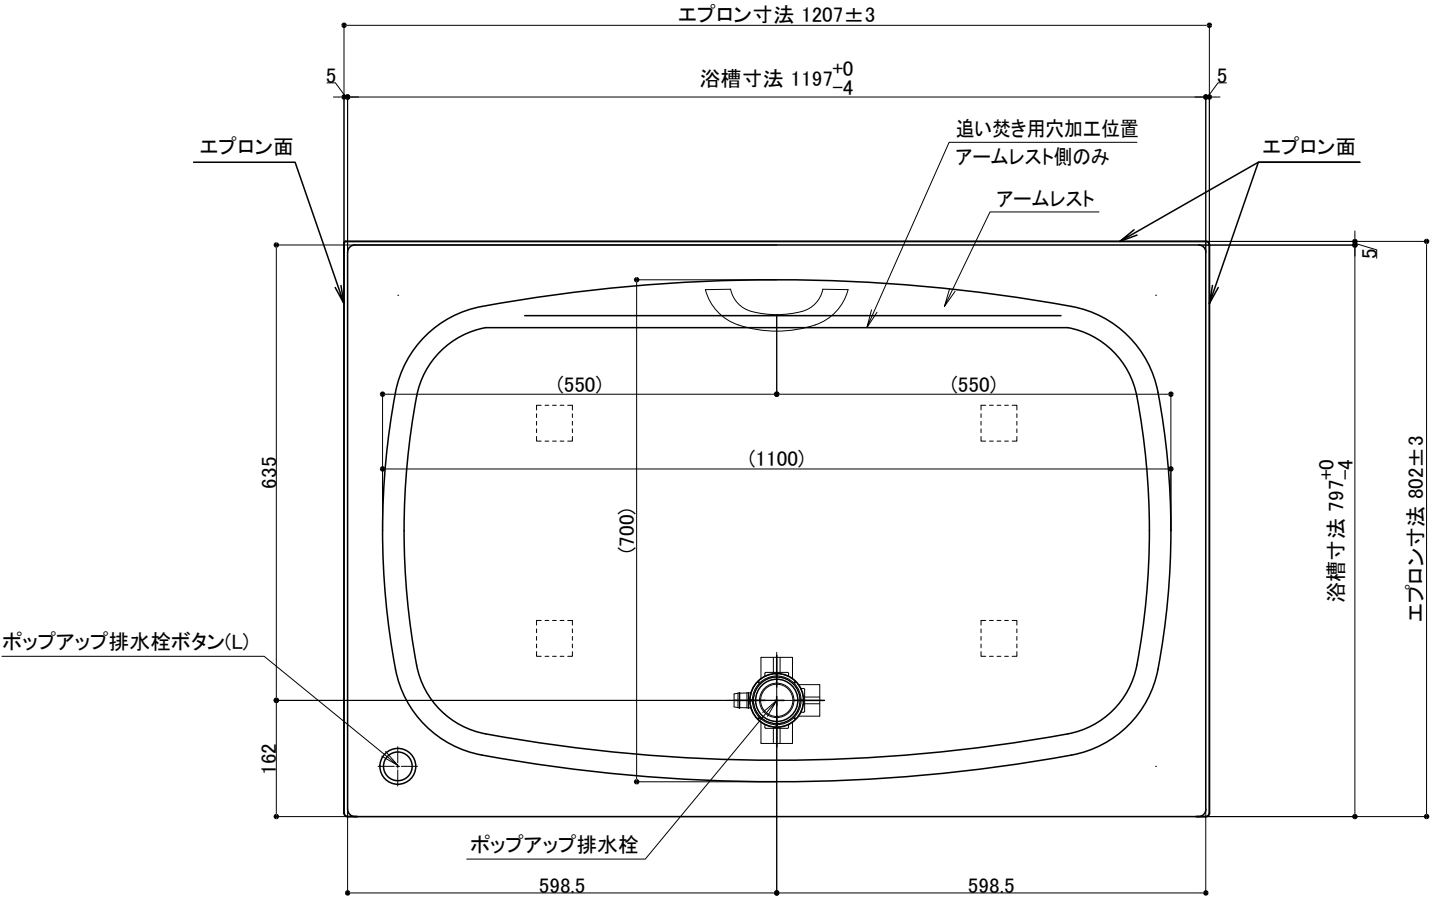 エプロン寸法 1207±3
5
浴槽寸法 1197 +0 -4
5
エプロン面
追い焚き用穴加工位置
アームレスト側のみ
エプロン面
アームレスト
5
(550)
(550)
(1100)
635
(700)
浴槽寸法 797 +0 -4
エプロン寸法 802±3
ポップアップ排水栓ボタン(L)
162
ポップアップ排水栓
598.5
598.5